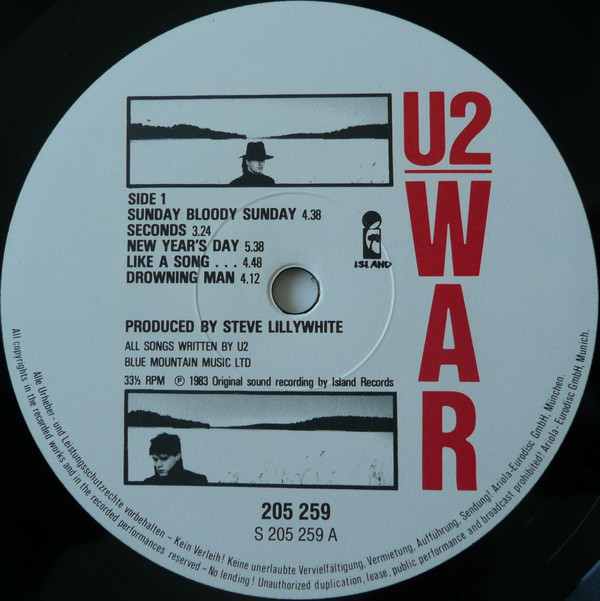 U2
WAR
SIDE 1
SUNDAY BLOODY SUNDAY 4.38
SECONDS 3.24
NEW YEAR'S DAY 5.38
LIKE A SONG . . . 4.48
DROWNING MAN 4.12
ISLAND
PRODUCED BY STEVE LILLYWHITE
ALL SONGS WRITTEN BY U2
BLUE MOUNTAIN MUSIC LTD
33⅓ RPM ℗ 1983 Original sound recording by Island Records
205 259
S 205 259 A
Alle Urheber- und Leistungsschutzrechte vorbehalten – Kein Verleih! Keine unerlaubte Vervielfältigung, Vermietung, Aufführung, Sendung! Ariola-Eurodisc GmbH, München.
All copyrights in the recorded works and in the recorded performances reserved – No lending! Unauthorized duplication, lease, public performance and broadcast prohibited! Ariola-Eurodisc GmbH, Munich.